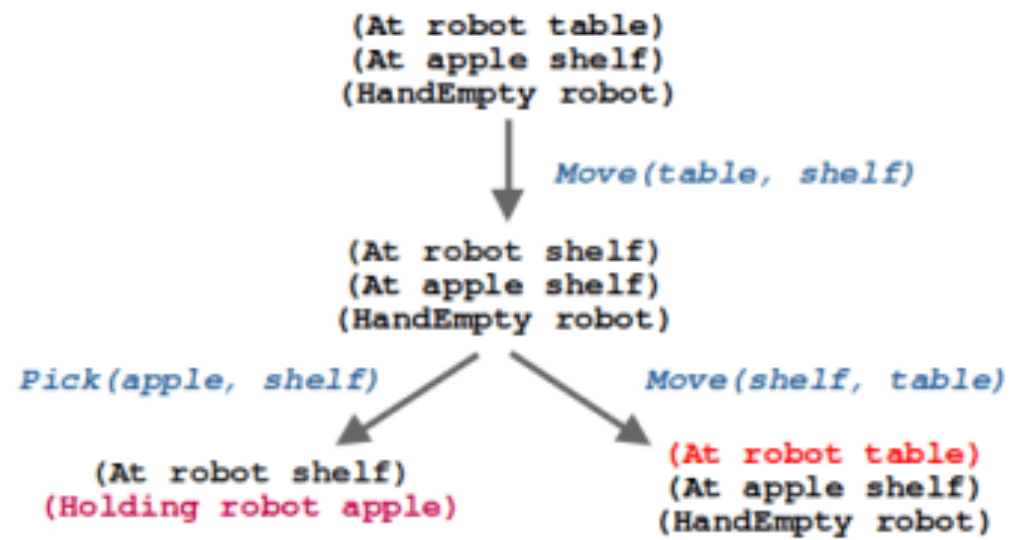 (At robot table)
(At apple shelf)
(HandEmpty robot)
Move(table, shelf)
(At robot shelf)
(At apple shelf)
(HandEmpty robot)
Pick(apple, shelf)
Move(shelf, table)
(At robot shelf)
(Holding robot apple)
(At robot table)
(At apple shelf)
(HandEmpty robot)